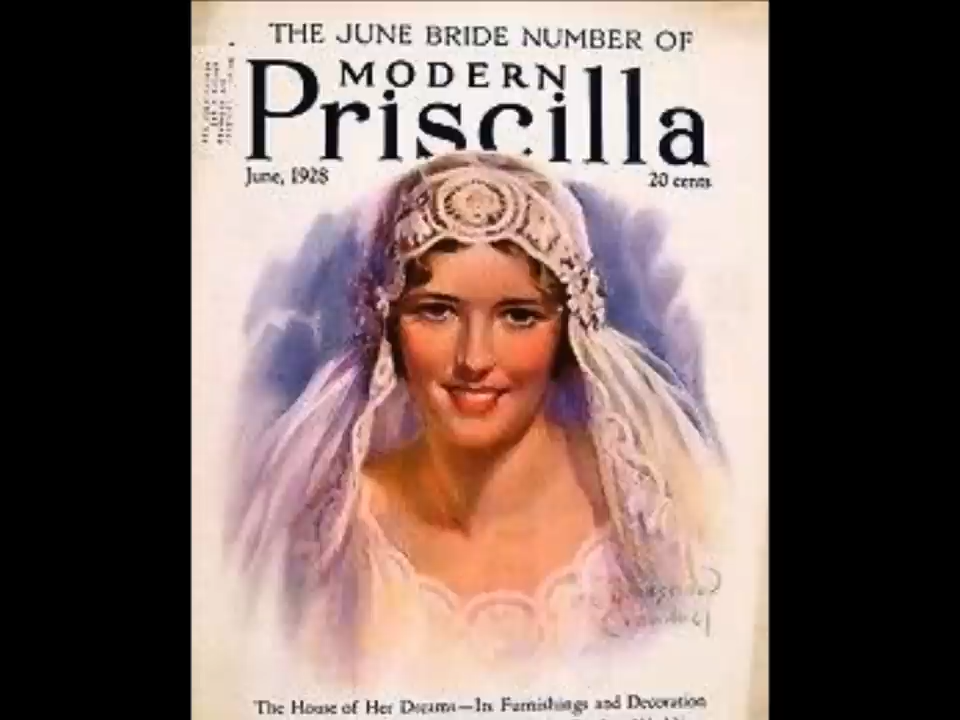 THE JUNE BRIDE NUMBER OF
MODERN
Priscilla
June, 1928
20 cents
The House of Her Dreams—In Furnishings and Decoration